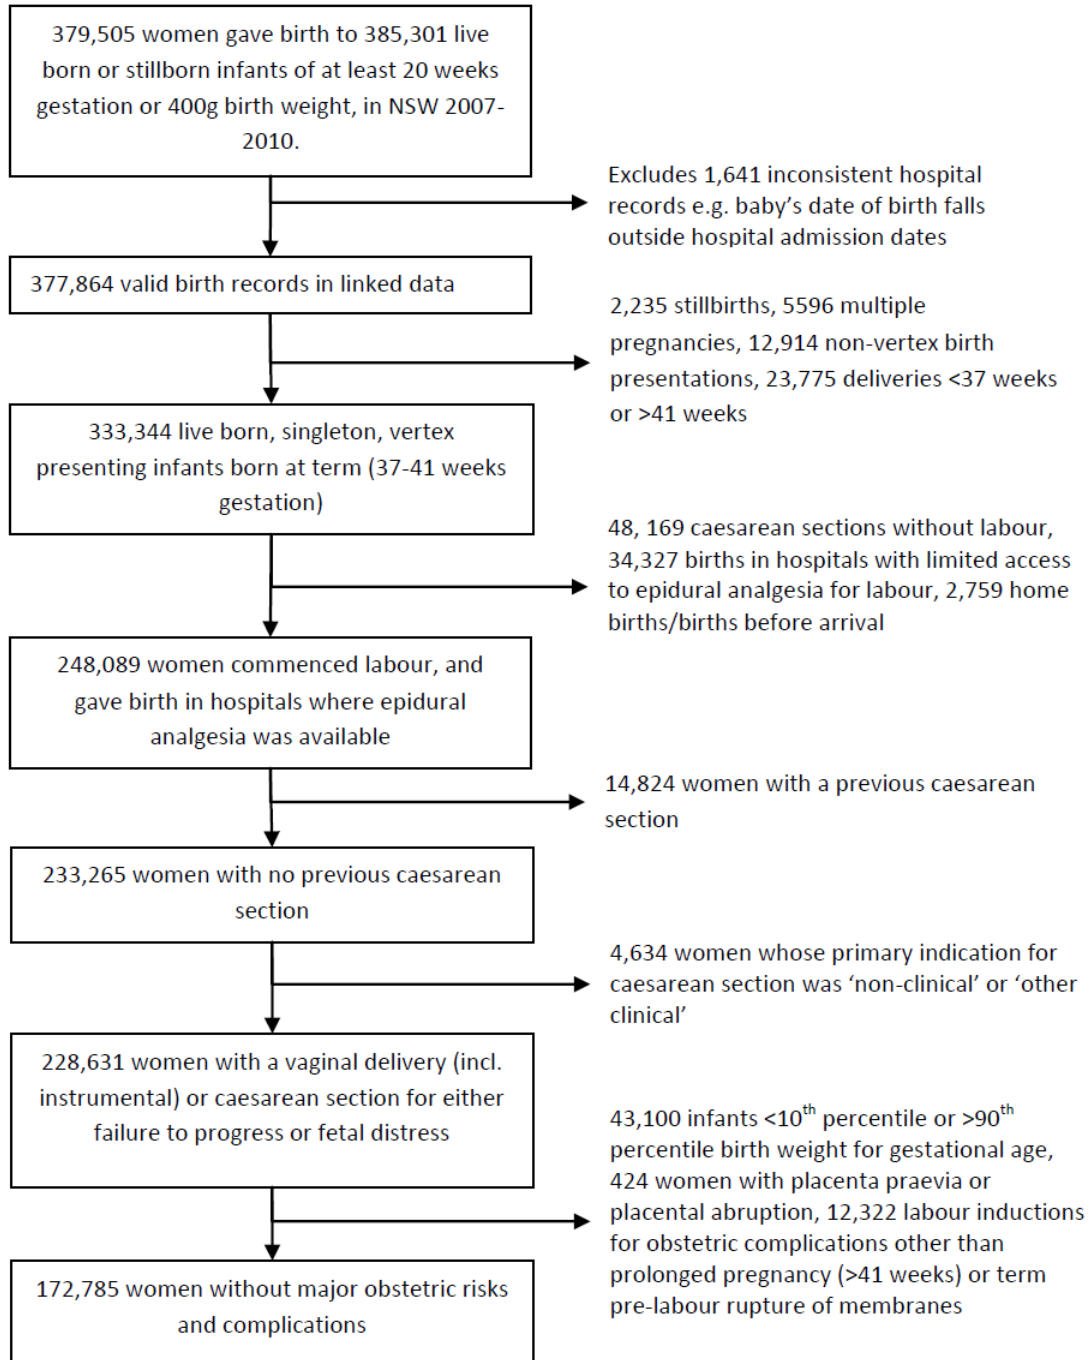 379,505 women gave birth to 385,301 live
born or stillborn infants of at least 20 weeks
gestation or 400g birth weight, in NSW 2007-
2010.
Excludes 1,641 inconsistent hospital
records e.g. baby's date of birth falls
outside hospital admission dates
377,864 valid birth records in linked data
2,235 stillbirths, 5596 multiple
pregnancies, 12,914 non-vertex birth
presentations, 23,775 deliveries <37 weeks
or >41 weeks
333,344 live born, singleton, vertex
presenting infants born at term (37-41 weeks
gestation)
48, 169 caesarean sections without labour,
34,327 births in hospitals with limited access
to epidural analgesia for labour, 2,759 home
births/births before arrival
248,089 women commenced labour, and
gave birth in hospitals where epidural
analgesia was available
14,824 women with a previous caesarean
section
233,265 women with no previous caesarean
section
4,634 women whose primary indication for
caesarean section was 'non-clinical' or 'other
clinical'
228,631 women with a vaginal delivery (incl.
instrumental) or caesarean section for either
failure to progress or fetal distress
43,100 infants <10th percentile or >90th
percentile birth weight for gestational age,
424 women with placenta praevia or
placental abruption, 12,322 labour inductions
for obstetric complications other than
prolonged pregnancy (>41 weeks) or term
pre-labour rupture of membranes
172,785 women without major obstetric risks
and complications